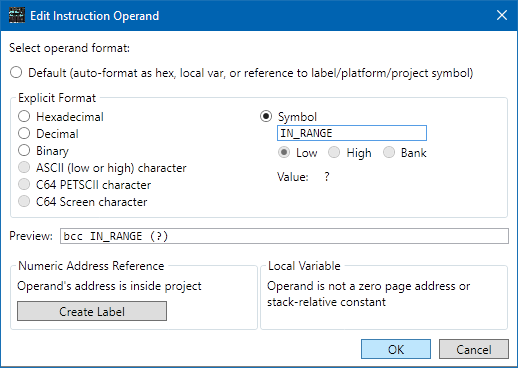 Edit Instruction Operand
Select operand format:
Default (auto-format as hex, local var, or reference to label/platform/project symbol)
Explicit Format
Hexadecimal
Decimal
Binary
ASCII (low or high) character
C64 PETSCII character
C64 Screen character
Symbol
IN_RANGE
Low High Bank
Value: ?
Preview: bcc IN_RANGE (?)
Numeric Address Reference
Operand's address is inside project
Create Label
Local Variable
Operand is not a zero page address or
stack-relative constant
OK Cancel